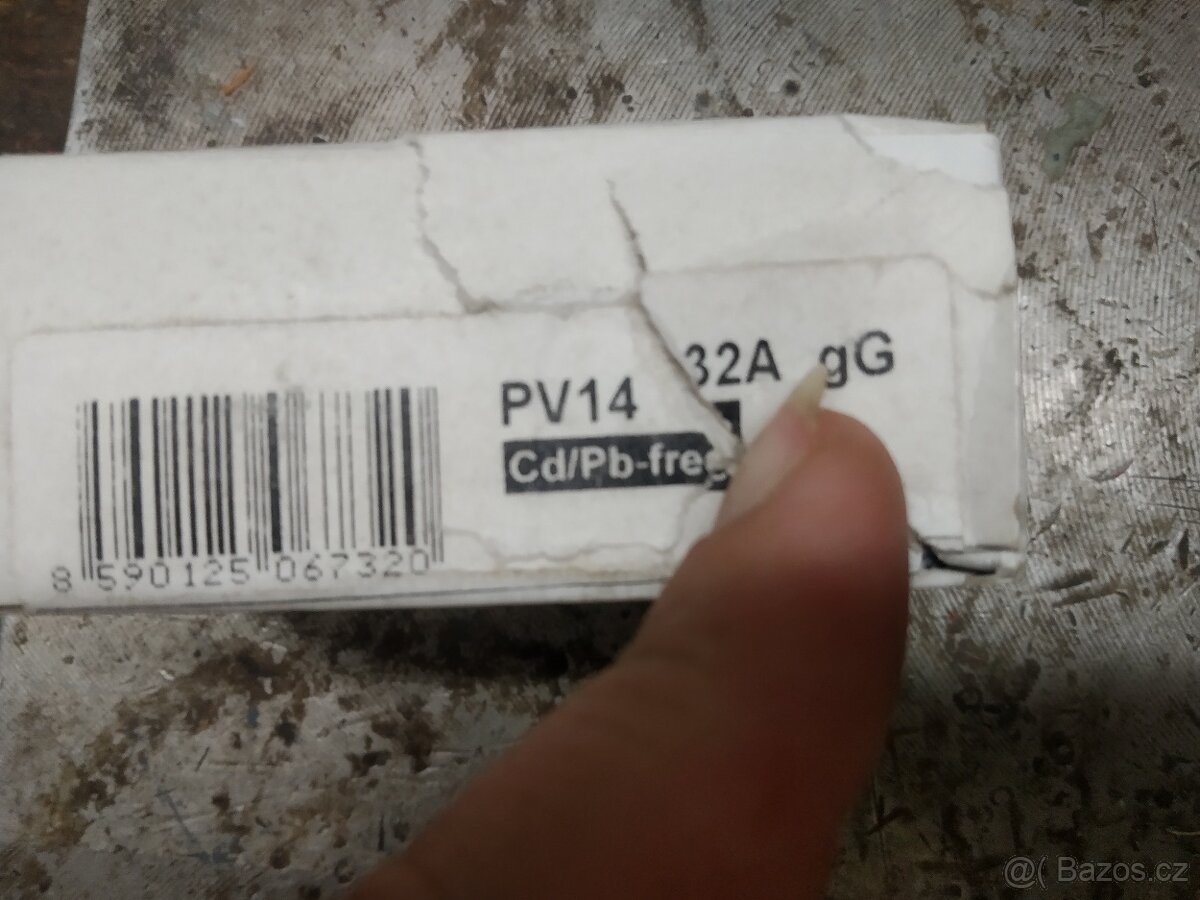 PV14 32A gG
Cd/Pb-free
8 590125 067320
@( Bazos.cz